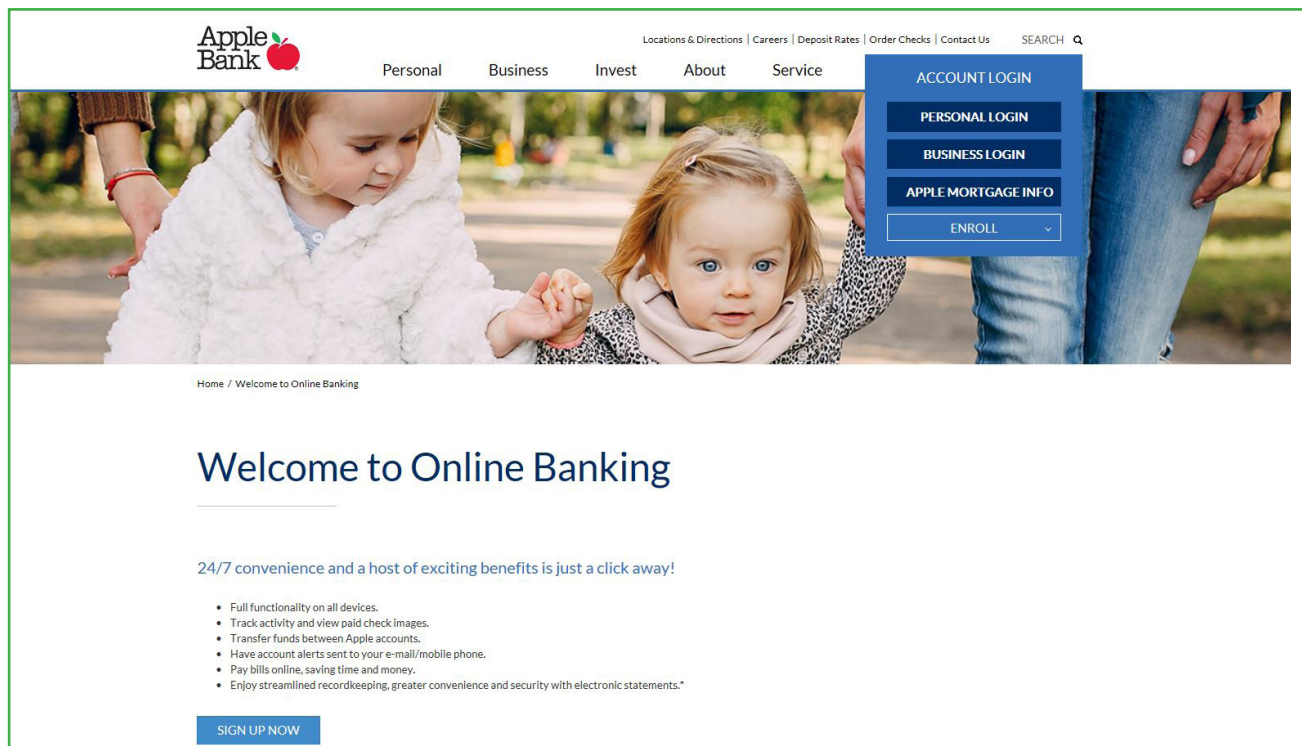 Apple
Bank
Locations & Directions | Careers | Deposit Rates | Order Checks | Contact Us
SEARCH
Personal
Business
Invest
About
Service
ACCOUNT LOGIN
PERSONAL LOGIN
BUSINESS LOGIN
APPLE MORTGAGE INFO
ENROLL
Home / Welcome to Online Banking
Welcome to Online Banking
24/7 convenience and a host of exciting benefits is just a click away!
• Full functionality on all devices.
• Track activity and view paid check images.
• Transfer funds between Apple accounts.
• Have account alerts sent to your e-mail/mobile phone.
• Pay bills online, saving time and money.
• Enjoy streamlined recordkeeping, greater convenience and security with electronic statements.*
SIGN UP NOW